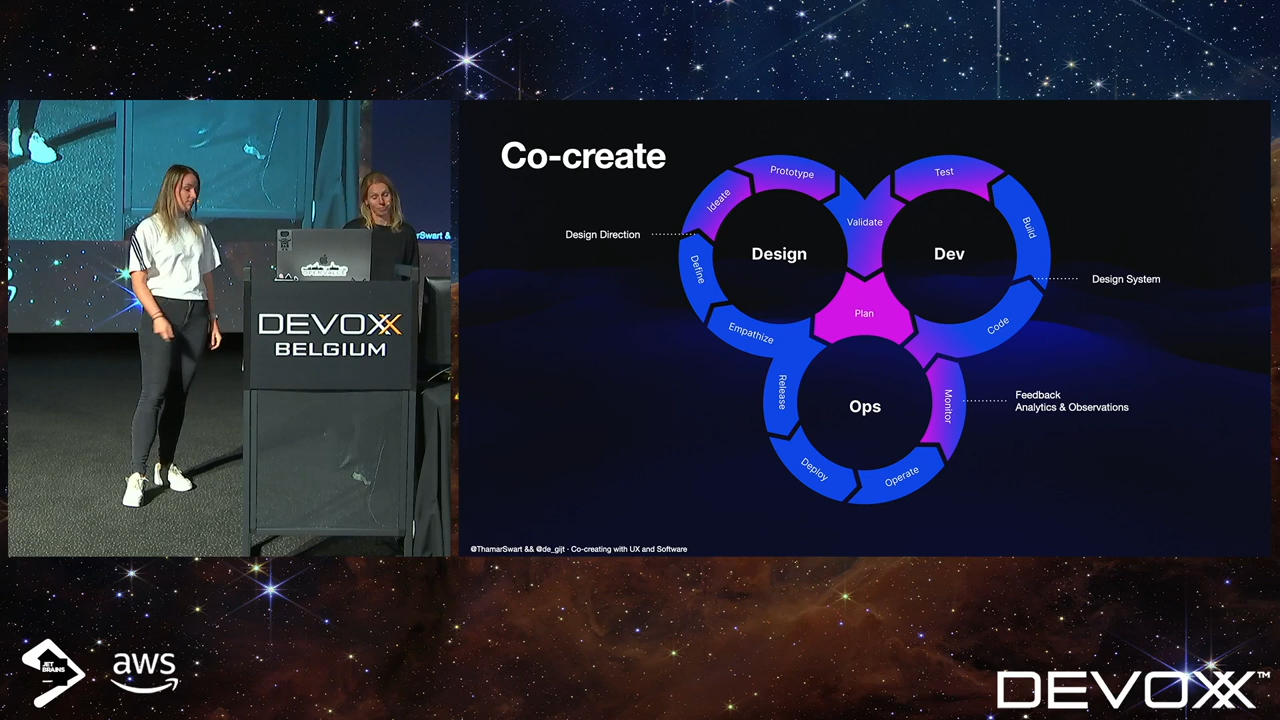 Co-create
Prototype
Test
Ideate
Validate
Build
Design Direction
Design
Dev
Define
Design System
Plan
Empathize
Code
Release
Ops
Monitor
Feedback
Analytics & Observations
Deploy
Operate
@ThamarSwart && @de_gijt · Co-creating with UX and Software
rSwart &
DEVOXX
BELGIUM
JET
BRAINS
aws
DEVOXX™